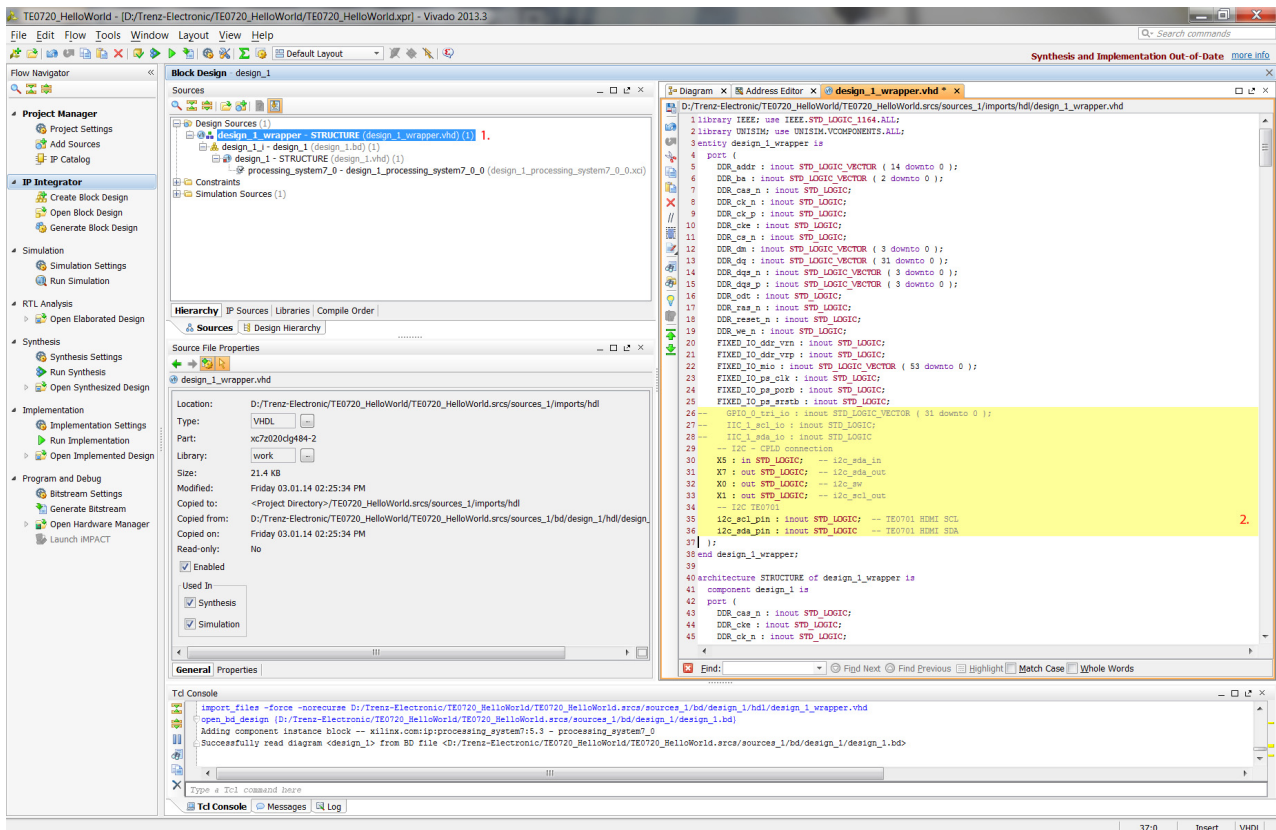 TE0720_HelloWorld - [D:/Trenz-Electronic/TE0720_HelloWorld/TE0720_HelloWorld.xpr] - Vivado 2013.3
File Edit Flow Tools Window Layout View Help
Q- Search commands
Default Layout
Synthesis and Implementation Out-of-Date more info
Flow Navigator
Project Manager
Project Settings
Add Sources
IP Catalog
IP Integrator
Create Block Design
Open Block Design
Generate Block Design
Simulation
Simulation Settings
Run Simulation
RTL Analysis
Open Elaborated Design
Synthesis
Synthesis Settings
Run Synthesis
Open Synthesized Design
Implementation
Implementation Settings
Run Implementation
Open Implemented Design
Program and Debug
Bitstream Settings
Generate Bitstream
Open Hardware Manager
Launch iMPACT
Block Design - design_1
Sources
Design Sources (1)
design_1_wrapper - STRUCTURE (design_1_wrapper.vhd) (1) 1.
design_1_i - design_1 (design_1.bd) (1)
design_1 - STRUCTURE (design_1.vhd) (1)
processing_system7_0 - design_1_processing_system7_0_0 (design_1_processing_system7_0_0.xci)
Constraints
Simulation Sources (1)
Hierarchy IP Sources Libraries Compile Order
Sources Design Hierarchy
Source File Properties
design_1_wrapper.vhd
Location: D:/Trenz-Electronic/TE0720_HelloWorld/TE0720_HelloWorld.srcs/sources_1/imports/hdl
Type: VHDL
Part: xc7z020clg484-2
Library: work
Size: 21.4 KB
Modified: Friday 03.01.14 02:25:34 PM
Copied to: <Project Directory>/TE0720_HelloWorld.srcs/sources_1/imports/hdl
Copied from: D:/Trenz-Electronic/TE0720_HelloWorld/TE0720_HelloWorld.srcs/sources_1/bd/design_1/hdl/design_
Copied on: Friday 03.01.14 02:25:34 PM
Read-only: No
Enabled
Used In
Synthesis
Simulation
General Properties
Diagram Address Editor design_1_wrapper.vhd *
D:/Trenz-Electronic/TE0720_HelloWorld/TE0720_HelloWorld.srcs/sources_1/imports/hdl/design_1_wrapper.vhd
1 library IEEE; use IEEE.STD_LOGIC_1164.ALL;
2 library UNISIM; use UNISIM.VCOMPONENTS.ALL;
3 entity design_1_wrapper is
4 port (
5 DDR_addr : inout STD_LOGIC_VECTOR ( 14 downto 0 );
6 DDR_ba : inout STD_LOGIC_VECTOR ( 2 downto 0 );
7 DDR_cas_n : inout STD_LOGIC;
8 DDR_ck_n : inout STD_LOGIC;
9 DDR_ck_p : inout STD_LOGIC;
10 DDR_cke : inout STD_LOGIC;
11 DDR_cs_n : inout STD_LOGIC;
12 DDR_dm : inout STD_LOGIC_VECTOR ( 3 downto 0 );
13 DDR_dq : inout STD_LOGIC_VECTOR ( 31 downto 0 );
14 DDR_dqs_n : inout STD_LOGIC_VECTOR ( 3 downto 0 );
15 DDR_dqs_p : inout STD_LOGIC_VECTOR ( 3 downto 0 );
16 DDR_odt : inout STD_LOGIC;
17 DDR_ras_n : inout STD_LOGIC;
18 DDR_reset_n : inout STD_LOGIC;
19 DDR_we_n : inout STD_LOGIC;
20 FIXED_IO_ddr_vrn : inout STD_LOGIC;
21 FIXED_IO_ddr_vrp : inout STD_LOGIC;
22 FIXED_IO_mio : inout STD_LOGIC_VECTOR ( 53 downto 0 );
23 FIXED_IO_ps_clk : inout STD_LOGIC;
24 FIXED_IO_ps_porb : inout STD_LOGIC;
25 FIXED_IO_ps_srstb : inout STD_LOGIC;
26 -- GPIO_0_tri_io : inout STD_LOGIC_VECTOR ( 31 downto 0 );
27 -- IIC_1_scl_io : inout STD_LOGIC;
28 -- IIC_1_sda_io : inout STD_LOGIC
29 -- I2C - CPLD connection
30 X5 : in STD_LOGIC; -- i2c_sda_in
31 X7 : out STD_LOGIC; -- i2c_sda_out
32 X0 : out STD_LOGIC; -- i2c_sw
33 X1 : out STD_LOGIC; -- i2c_scl_out
34 -- I2C TE0701
35 i2c_scl_pin : inout STD_LOGIC; -- TE0701 HDMI SCL 2.
36 i2c_sda_pin : inout STD_LOGIC -- TE0701 HDMI SDA
37 );
38 end design_1_wrapper;
39
40 architecture STRUCTURE of design_1_wrapper is
41 component design_1 is
42 port (
43 DDR_cas_n : inout STD_LOGIC;
44 DDR_cke : inout STD_LOGIC;
45 DDR_ck_n : inout STD_LOGIC;
Find: Find Next Find Previous Highlight Match Case Whole Words
Tcl Console
import_files -force -norecurse D:/Trenz-Electronic/TE0720_HelloWorld/TE0720_HelloWorld.srcs/sources_1/bd/design_1/hdl/design_1_wrapper.vhd
open_bd_design {D:/Trenz-Electronic/TE0720_HelloWorld/TE0720_HelloWorld.srcs/sources_1/bd/design_1/design_1.bd}
Adding component instance block -- xilinx.com:ip:processing_system7:5.3 - processing_system7_0
Successfully read diagram <design_1> from BD file <D:/Trenz-Electronic/TE0720_HelloWorld/TE0720_HelloWorld.srcs/sources_1/bd/design_1/design_1.bd>
Type a Tcl command here
Tcl Console Messages Log
37:0 Insert VHDL